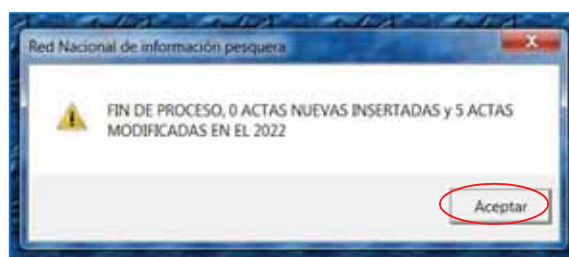 Red Nacional de información pesquera
FIN DE PROCESO, 0 ACTAS NUEVAS INSERTADAS y 5 ACTAS
MODIFICADAS EN EL 2022
Aceptar